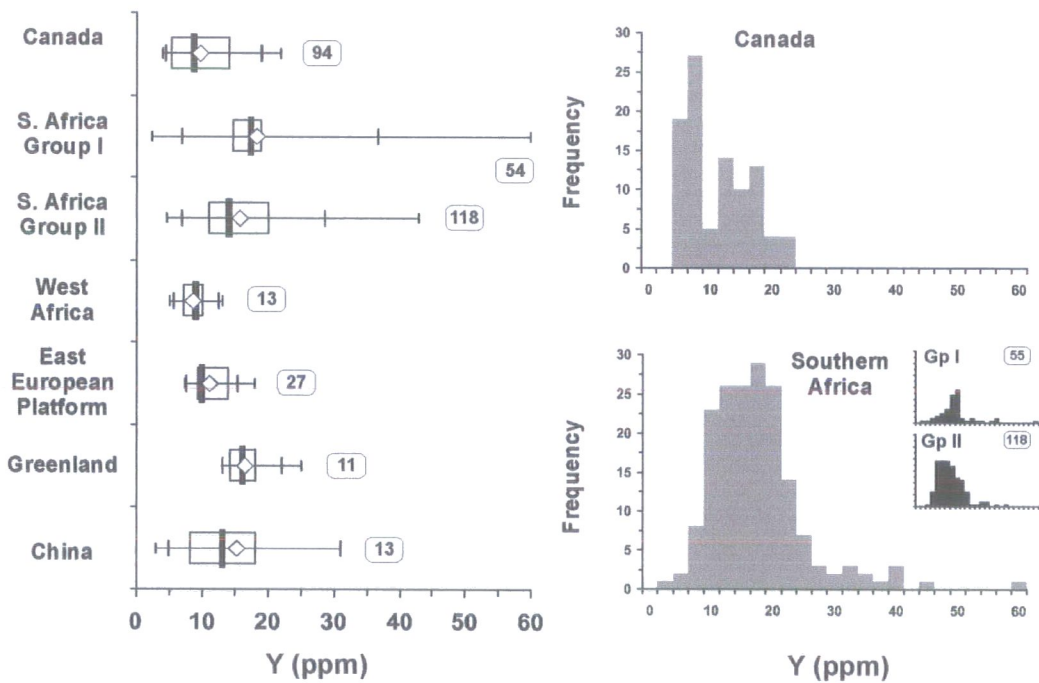 Canada
94
S. Africa
Group I
54
S. Africa
Group II
118
West
Africa
13
East
European
Platform
27
Greenland
11
China
13
0 10 20 30 40 50 60
Y (ppm)
Canada
Frequency
30
25
20
15
10
5
0
0 10 20 30 40 50 60
Southern
Africa
Frequency
30
25
20
15
10
5
0
0 10 20 30 40 50 60
Y (ppm)
Gp I 55
Gp II 118